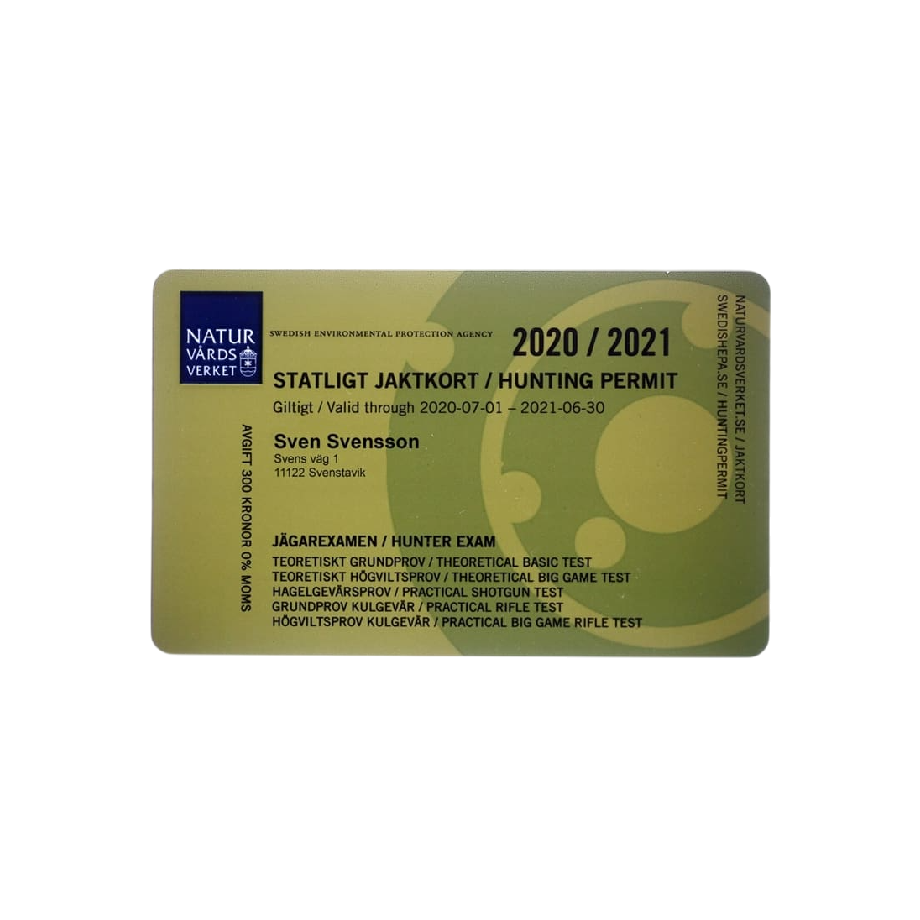 NATUR
VÅRDS
VERKET
SWEDISH ENVIRONMENTAL PROTECTION AGENCY
2020 / 2021
STATLIGT JAKTKORT / HUNTING PERMIT
Giltigt / Valid through 2020-07-01 – 2021-06-30
Sven Svensson
Svens väg 1
11122 Svenstavik
JÄGAREXAMEN / HUNTER EXAM
TEORETISKT GRUNDPROV / THEORETICAL BASIC TEST
TEORETISKT HÖGVILTSPROV / THEORETICAL BIG GAME TEST
HAGELGEVÄRSPROV / PRACTICAL SHOTGUN TEST
GRUNDPROV KULGEVÄR / PRACTICAL RIFLE TEST
HÖGVILTSPROV KULGEVÄR / PRACTICAL BIG GAME RIFLE TEST
AVGIFT 300 KRONOR 0% MOMS
NATURVARDSVERKET.SE / JAKTKORT
SWEDISHEPA.SE / HUNTINGPERMIT